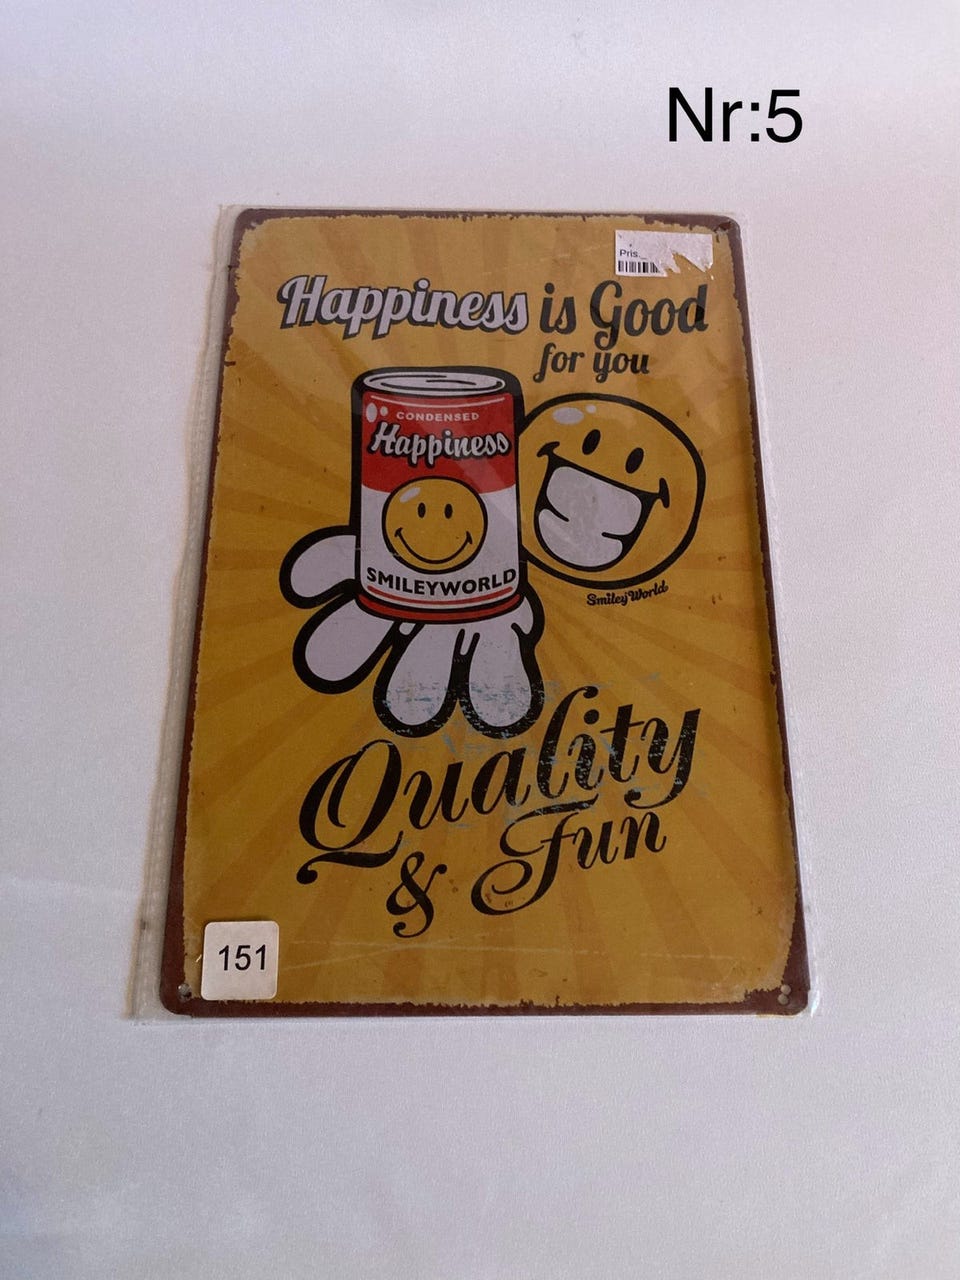 Nr:5
Pris
Happiness is Good
for you
CONDENSED
Happiness
SMILEYWORLD
SmileyWorld
Quality
& Fun
151